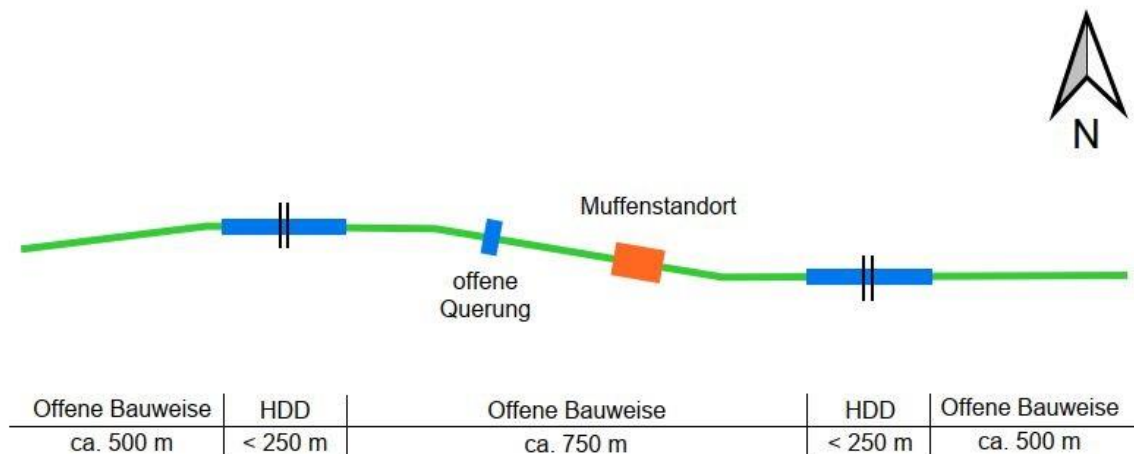 N
Muffenstandort
offene
Querung
Offene Bauweise HDD Offene Bauweise HDD Offene Bauweise
ca. 500 m < 250 m ca. 750 m < 250 m ca. 500 m